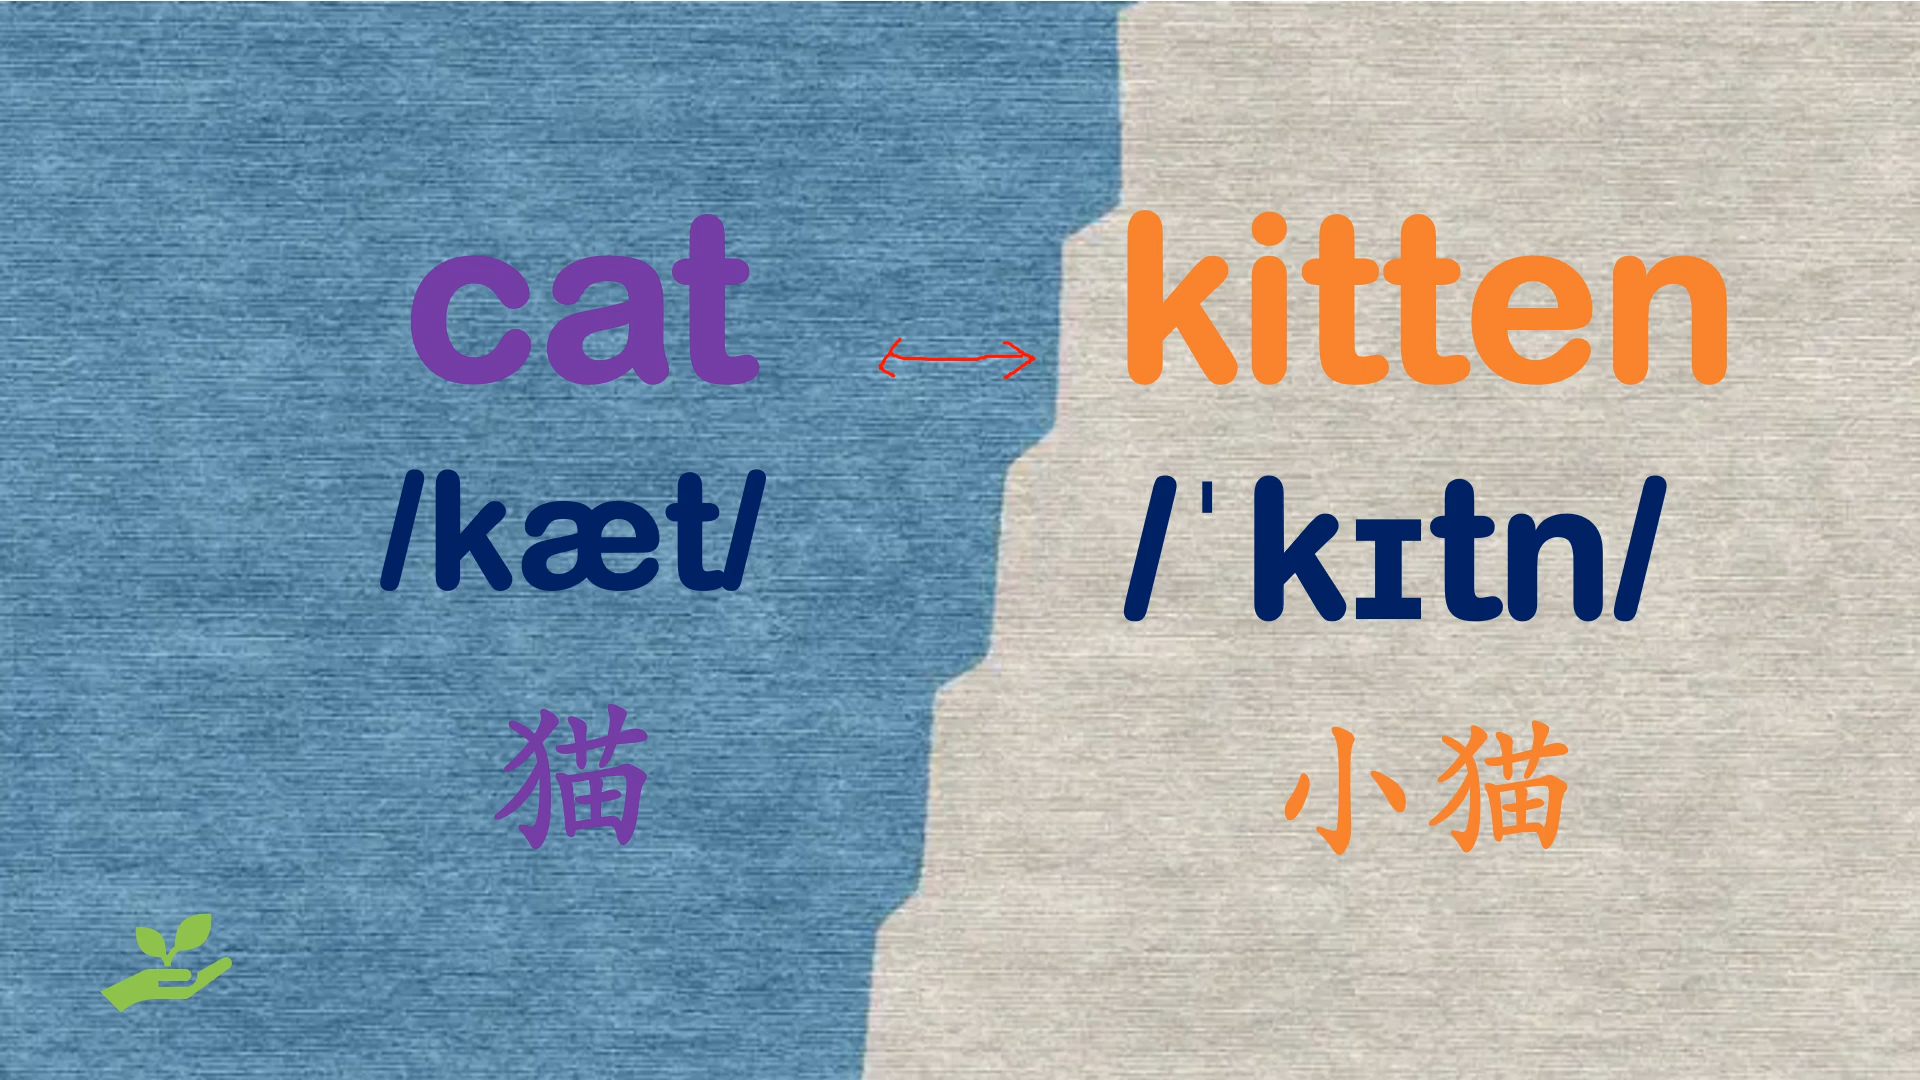 cat
kitten
/kæt/
/ˈkɪtn/
猫
小猫